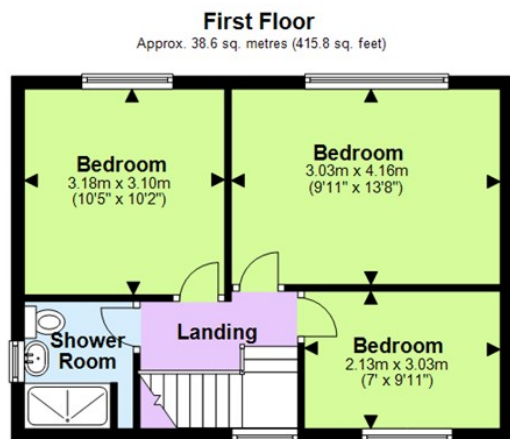 First Floor
Approx. 38.6 sq. metres (415.8 sq. feet)
Bedroom
3.18m x 3.10m
(10'5" x 10'2")
Bedroom
3.03m x 4.16m
(9'11" x 13'8")
Shower
Room
Landing
Bedroom
2.13m x 3.03m
(7' x 9'11")